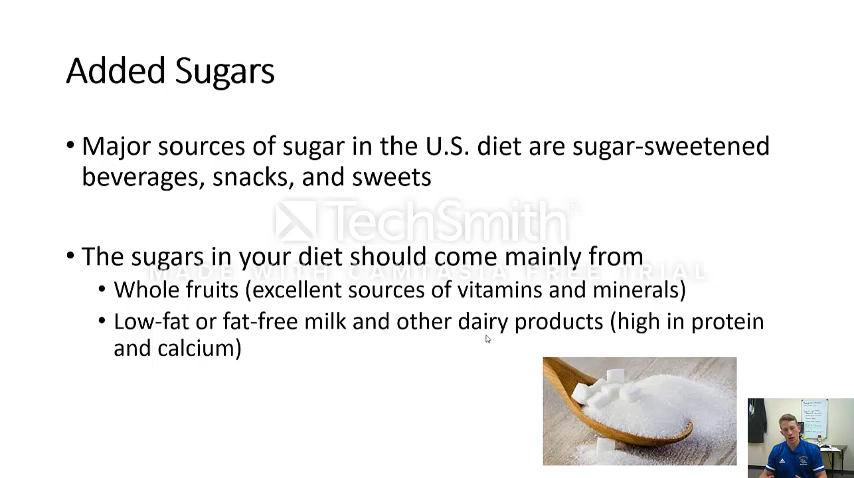 Added Sugars
• Major sources of sugar in the U.S. diet are sugar-sweetened
beverages, snacks, and sweets
TechSmith
• The sugars in your diet should come mainly from
MADE WITH CAMTASIA FREE TRIAL
• Whole fruits (excellent sources of vitamins and minerals)
• Low-fat or fat-free milk and other dairy products (high in protein
and calcium)